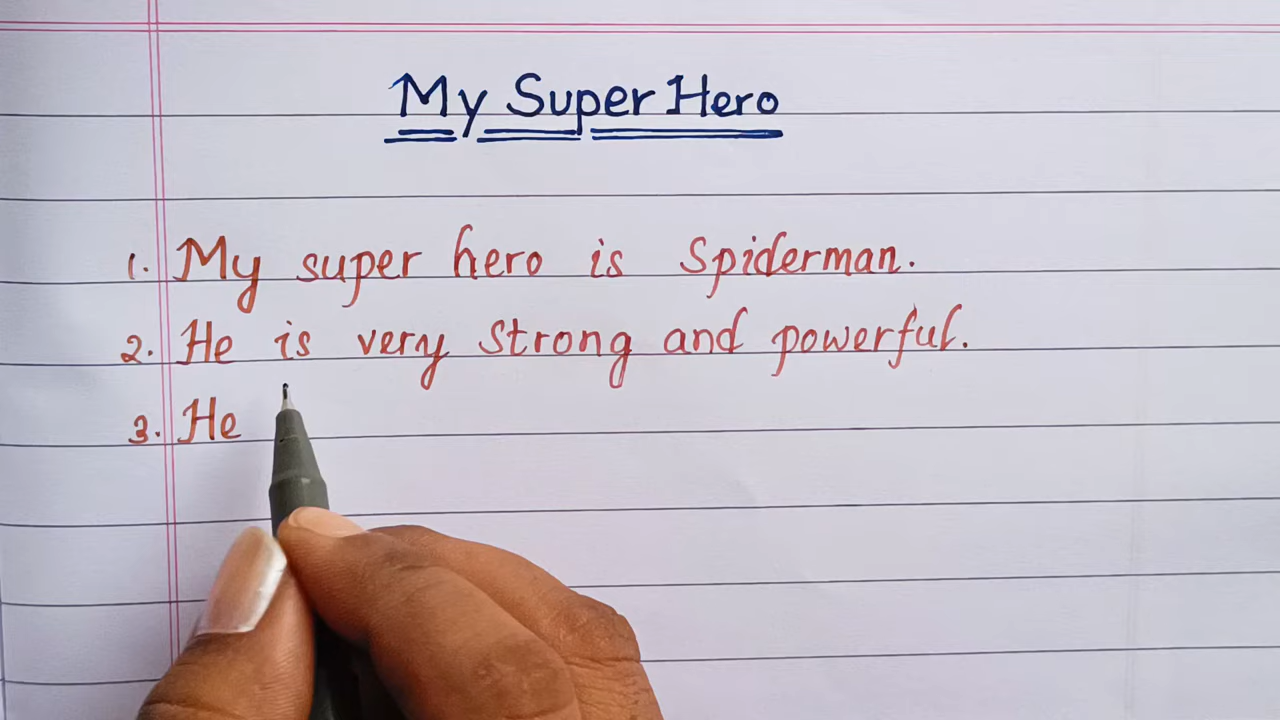 My Super Hero
1. My super hero is Spiderman.
2. He is very strong and powerful.
3. He